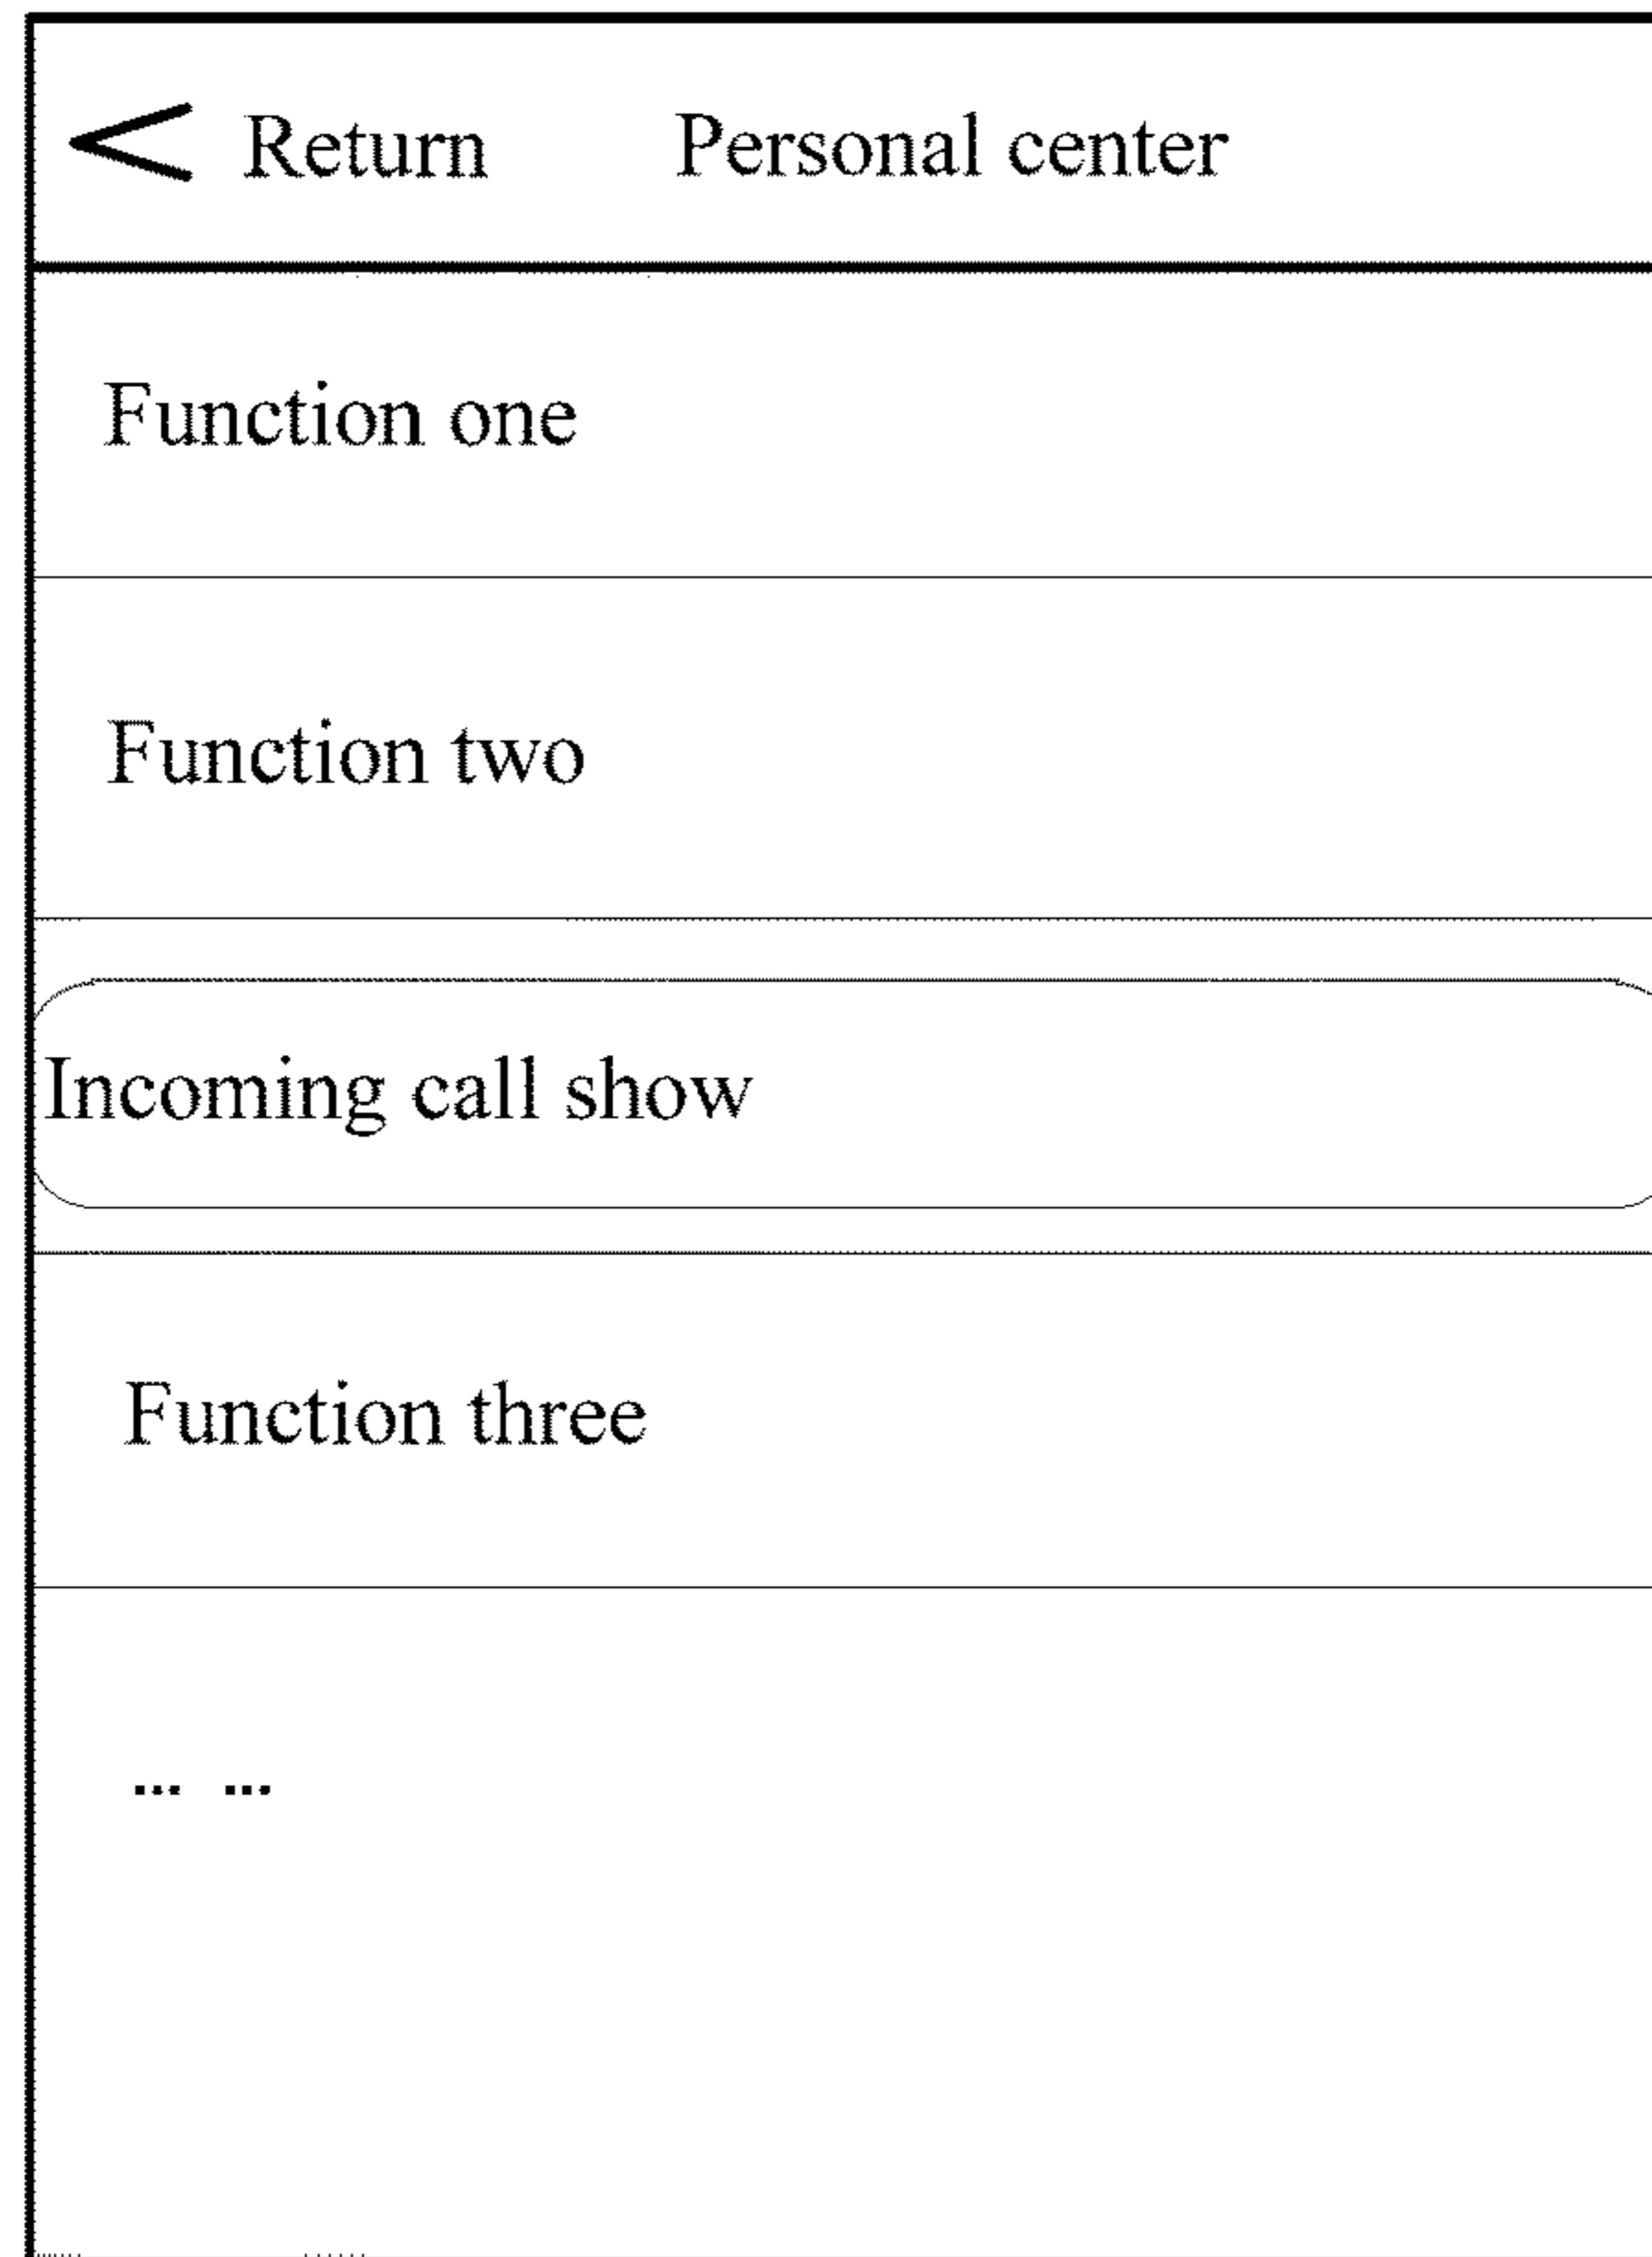 < Return Personal center
Function one
Function two
Incoming call show
Function three
... ...